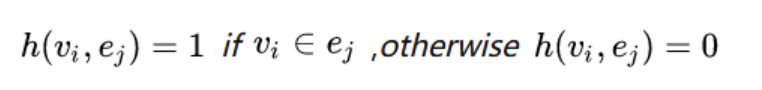 h(v_i, e_j) = 1 if v_i ∈ e_j ,otherwise h(v_i, e_j) = 0